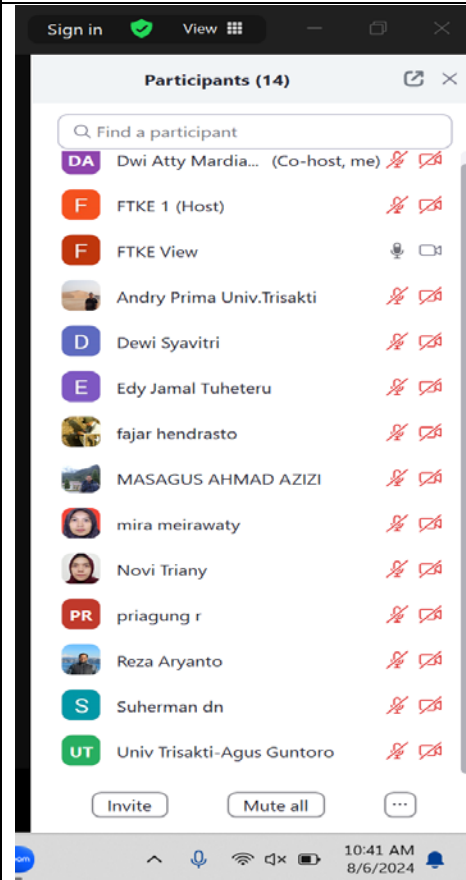 Sign in View
Participants (14)
Find a participant
DA Dwi Atty Mardia... (Co-host, me)
F FTKE 1 (Host)
F FTKE View
Andry Prima Univ.Trisakti
D Dewi Syavitri
E Edy Jamal Tuheteru
fajar hendrasto
MASAGUS AHMAD AZIZI
mira meirawaty
Novi Triany
PR priagung r
Reza Aryanto
S Suherman dn
UT Univ Trisakti-Agus Guntoro
Invite Mute all ...
10:41 AM
8/6/2024